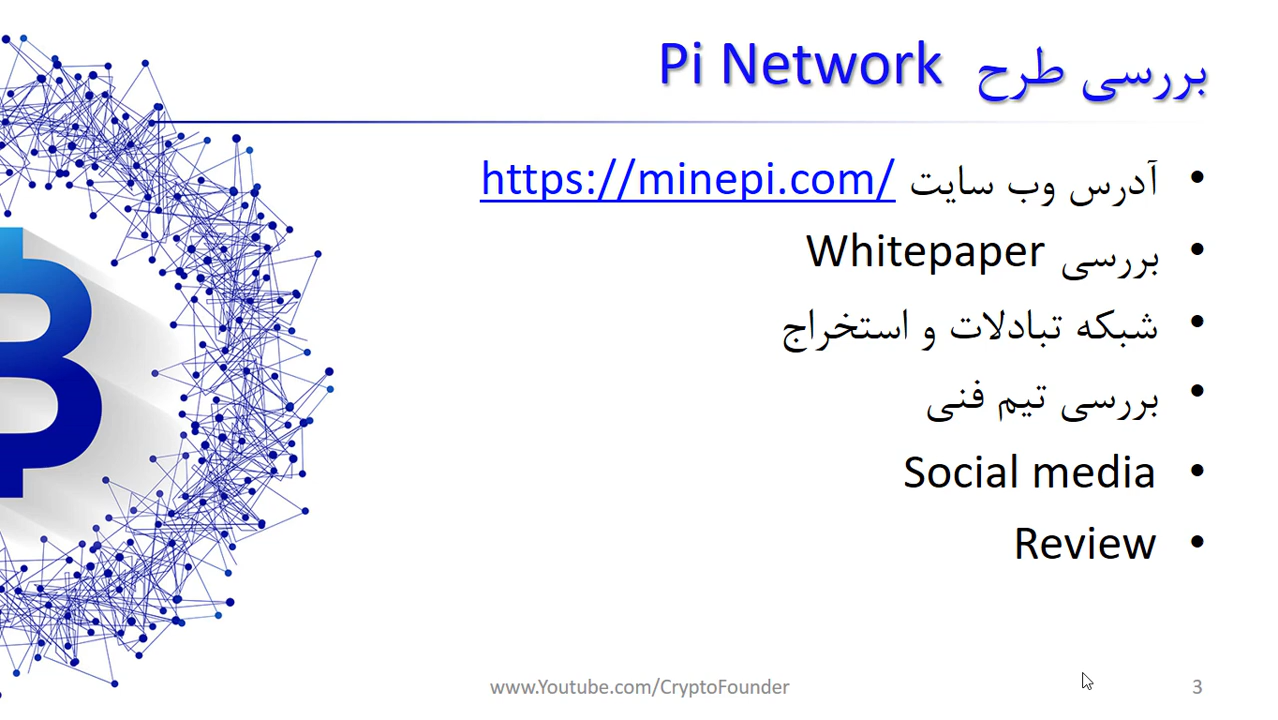 بررسی طرح Pi Network
آدرس وب سایت https://minepi.com/
بررسی Whitepaper
شبکه تبادلات و استخراج
بررسی تیم فنی
Social media
Review
www.Youtube.com/CryptoFounder
3